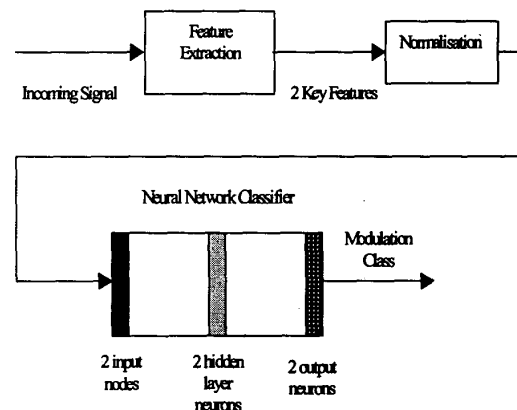 Feature
Extraction
Normalisation
Incoming Signal
2 Key Features
Neural Network Classifier
Modulation
Class
2 input
nodes
2 hidden
layer
neurons
2 output
neurons